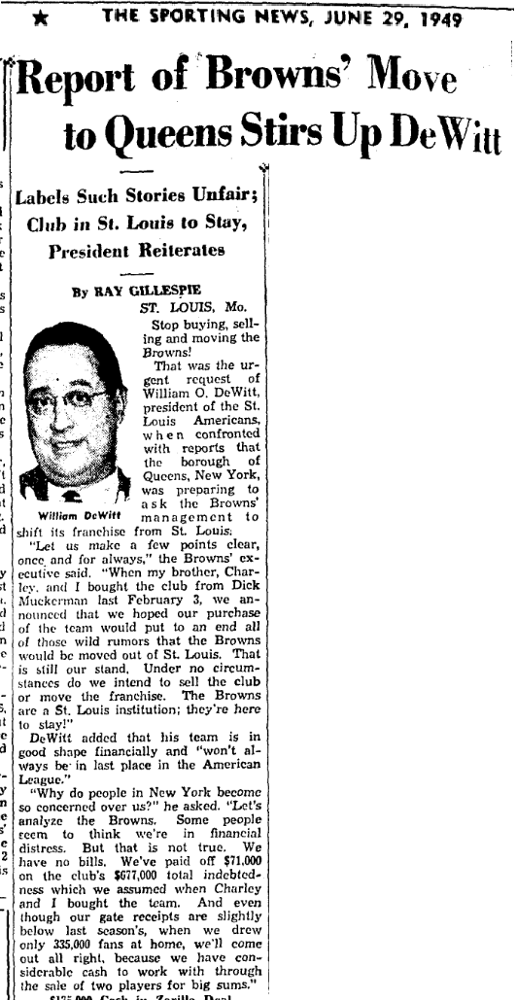 ★ THE SPORTING NEWS, JUNE 29, 1949
Report of Browns' Move
to Queens Stirs Up DeWitt
Labels Such Stories Unfair;
Club in St. Louis to Stay,
President Reiterates
By RAY GILLESPIE
ST. LOUIS, Mo.
Stop buying, sell-
ing and moving the
Browns!
That was the ur-
gent request of
William O. DeWitt,
president of the St.
Louis Americans,
when confronted
with reports that
the borough of
Queens, New York,
was preparing to
ask the Browns'
management to
William DeWitt
shift its franchise from St. Louis.
"Let us make a few points clear,
once and for always," the Browns' ex-
ecutive said. "When my brother, Char-
ley, and I bought the club from Dick
Muckerman last February 3, we an-
nounced that we hoped our purchase
of the team would put to an end all
of those wild rumors that the Browns
would be moved out of St. Louis. That
is still our stand. Under no circum-
stances do we intend to sell the club
or move the franchise. The Browns
are a St. Louis institution; they're here
to stay!"
DeWitt added that his team is in
good shape financially and "won't al-
ways be in last place in the American
League."
"Why do people in New York become
so concerned over us?" he asked. "Let's
analyze the Browns. Some people
seem to think we're in financial
distress. But that is not true. We
have no bills. We've paid off $71,000
on the club's $677,000 total indebted-
ness which we assumed when Charley
and I bought the team. And even
though our gate receipts are slightly
below last season's, when we drew
only 335,000 fans at home, we'll come
out all right, because we have con-
siderable cash to work with through
the sale of two players for big sums."